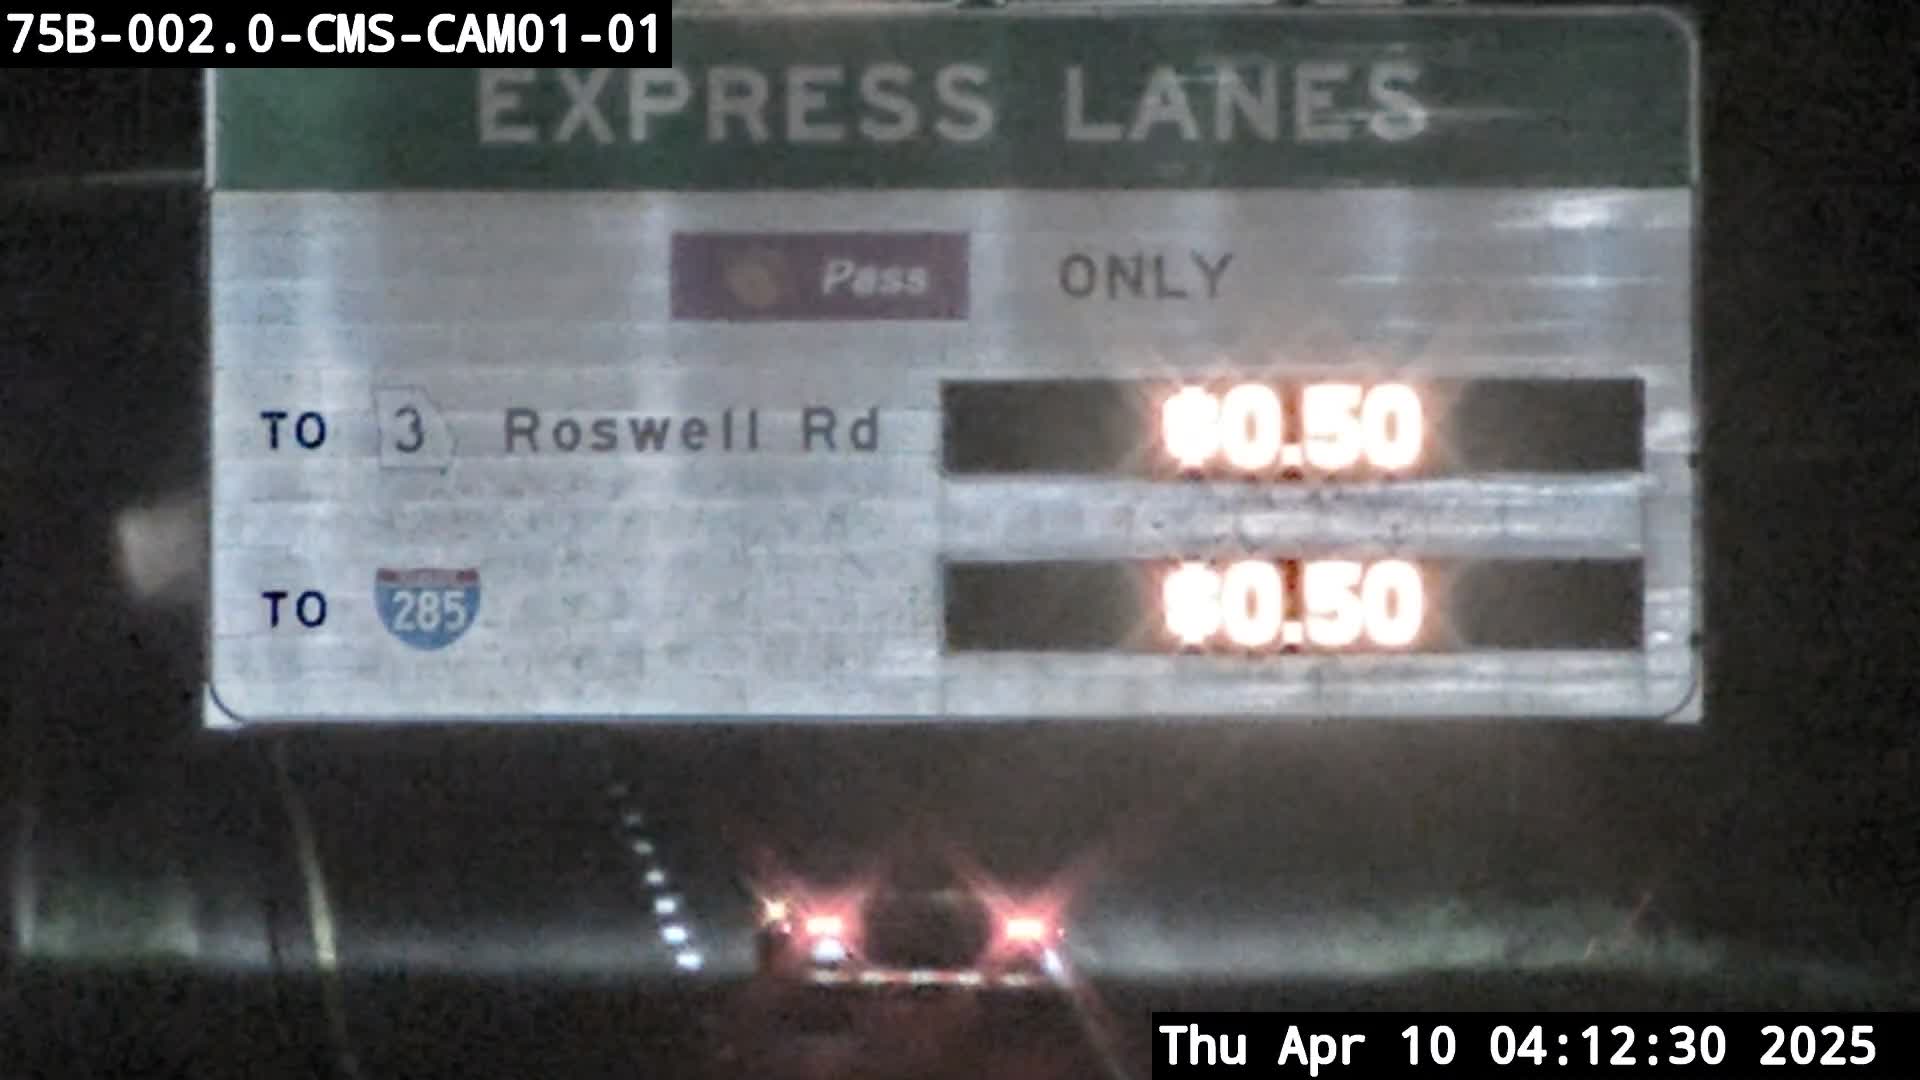 75B-002.0-CMS-CAM01-01
EXPRESS LANES
Pass ONLY
TO 3 Roswell Rd $0.50
TO 285 $0.50
Thu Apr 10 04:12:30 2025